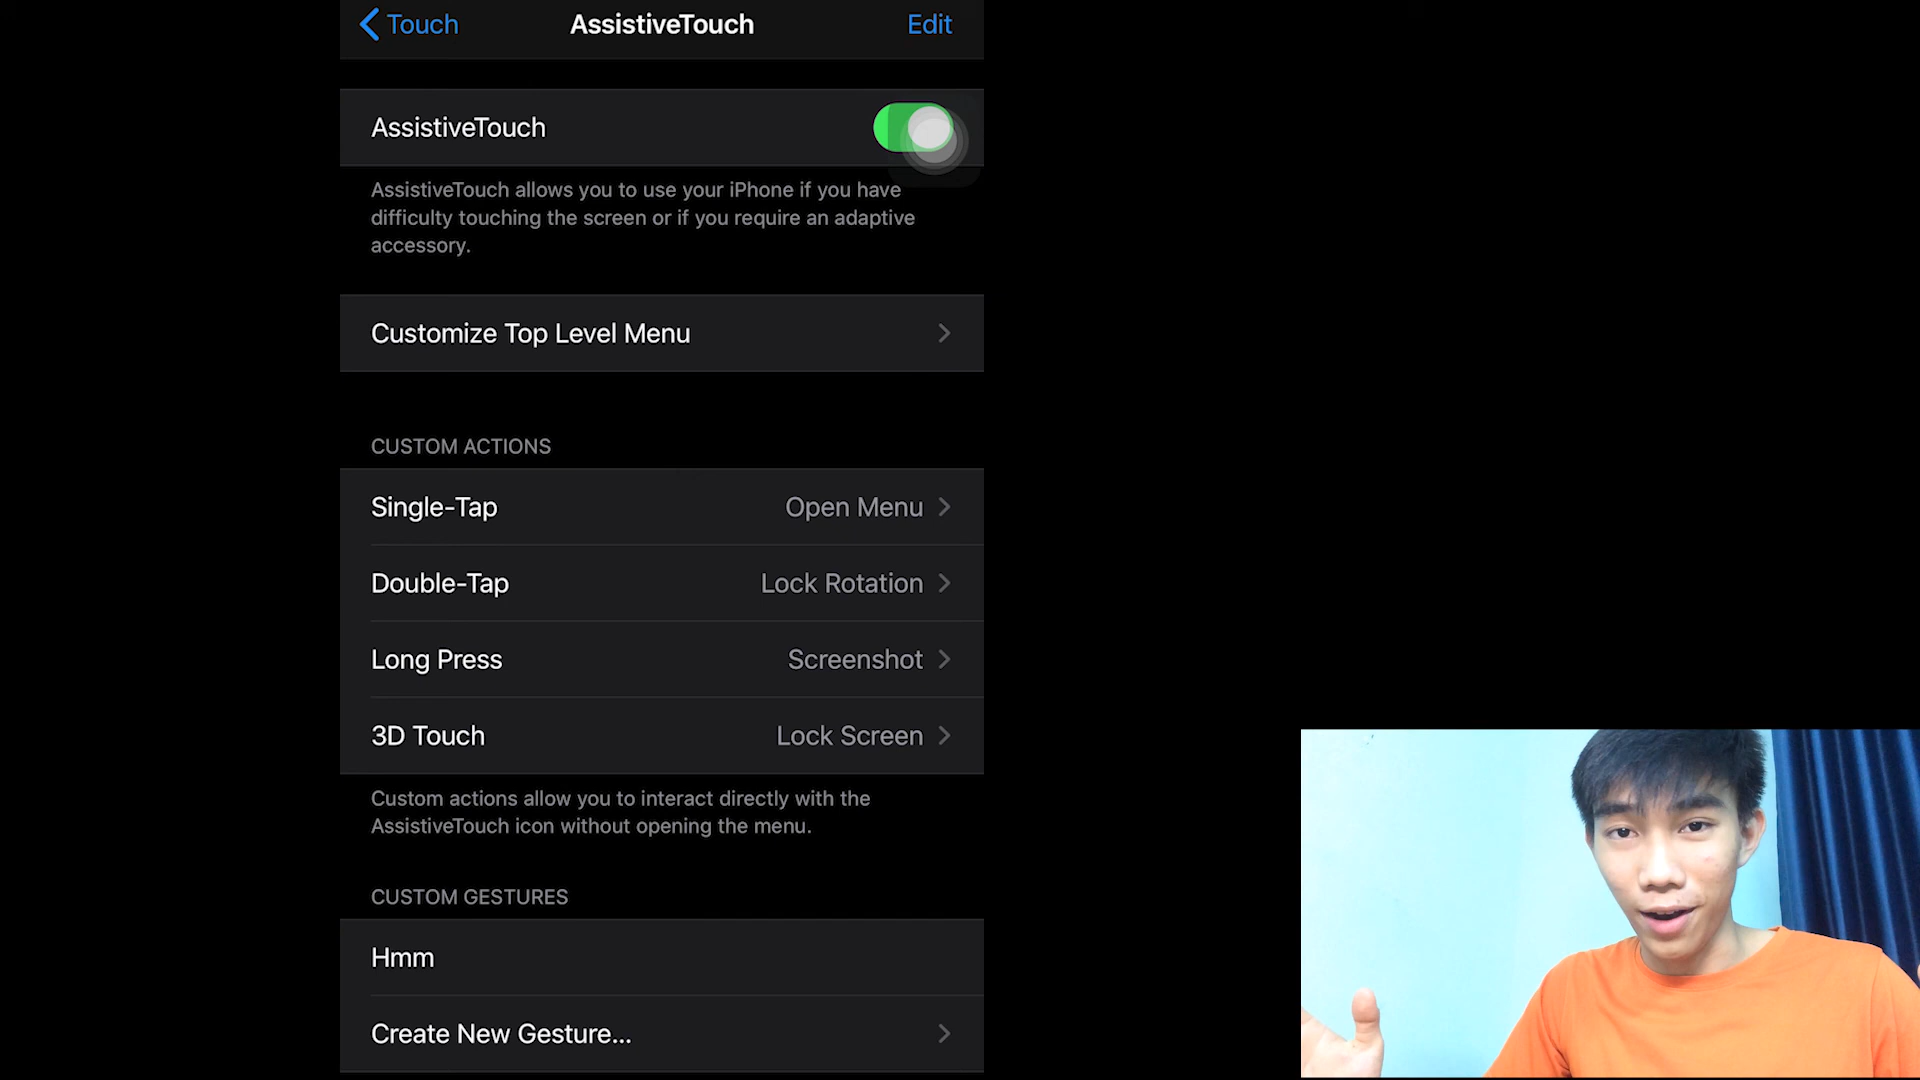 Touch
AssistiveTouch
Edit
AssistiveTouch
AssistiveTouch allows you to use your iPhone if you have
difficulty touching the screen or if you require an adaptive
accessory.
Customize Top Level Menu
CUSTOM ACTIONS
Single-Tap Open Menu
Double-Tap Lock Rotation
Long Press Screenshot
3D Touch Lock Screen
Custom actions allow you to interact directly with the
AssistiveTouch icon without opening the menu.
CUSTOM GESTURES
Hmm
Create New Gesture...